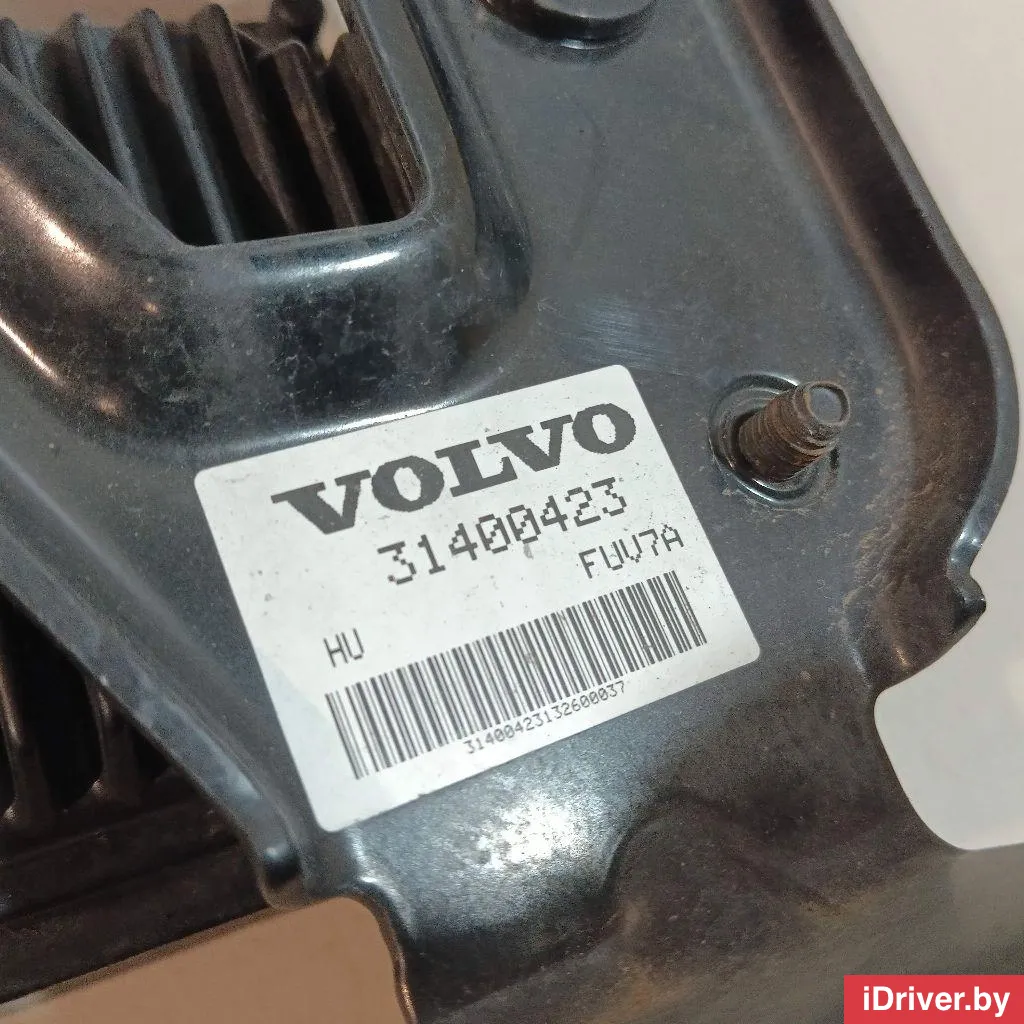 VOLVO
31400423
FUV7A
HU
31400423132600037
iDriver.by